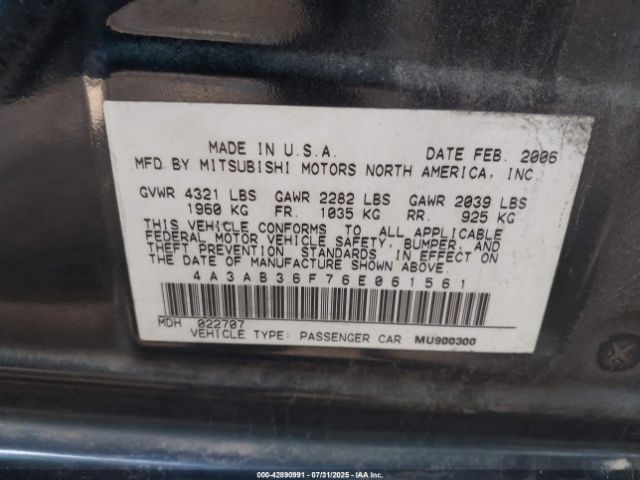 MADE IN U.S.A. DATE FEB. 2006
MFD BY MITSUBISHI MOTORS NORTH AMERICA, INC
GVWR 4321 LBS GAWR 2282 LBS GAWR 2039 LBS
1960 KG FR. 1035 KG RR. 925 KG
THIS VEHICLE CONFORMS TO ALL APPLICABLE
FEDERAL MOTOR VEHICLE SAFETY, BUMPER, AND
THEFT PREVENTION STANDARDS IN EFFECT ON
THE DATE OF MANUFACTURE SHOWN ABOVE.
4A3AB36F76E061561
MDH 022707
VEHICLE TYPE: PASSENGER CAR MU900300
000-42890991 - 07/31/2025 - IAAI.COM